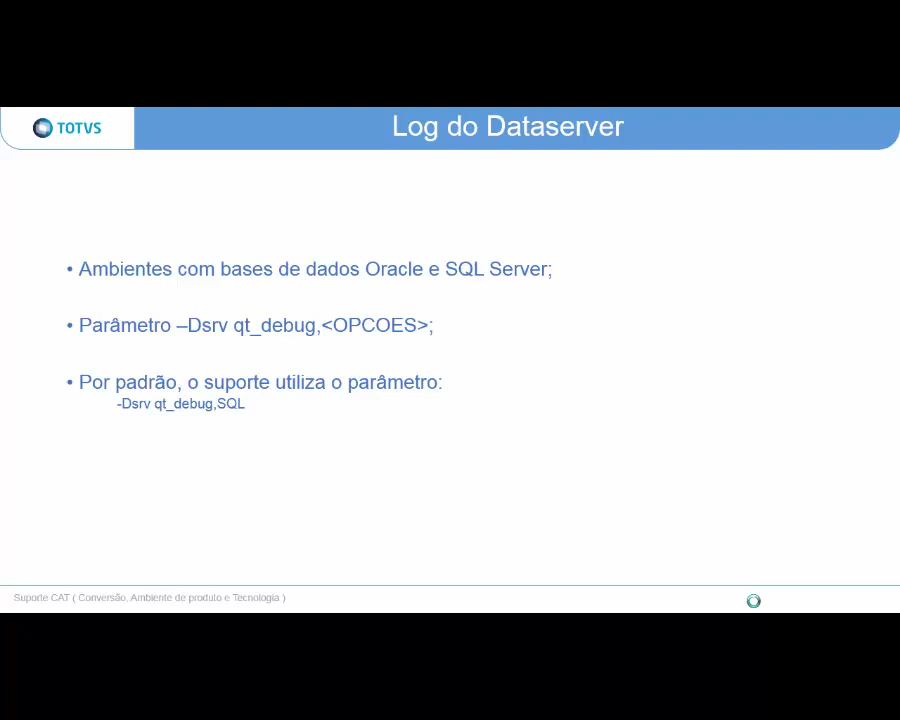 TOTVS
Log do Dataserver
• Ambientes com bases de dados Oracle e SQL Server;
• Parâmetro –Dsrv qt_debug,<OPCOES>;
• Por padrão, o suporte utiliza o parâmetro:
-Dsrv qt_debug,SQL
Suporte CAT ( Conversão, Ambiente de produto e Tecnologia )